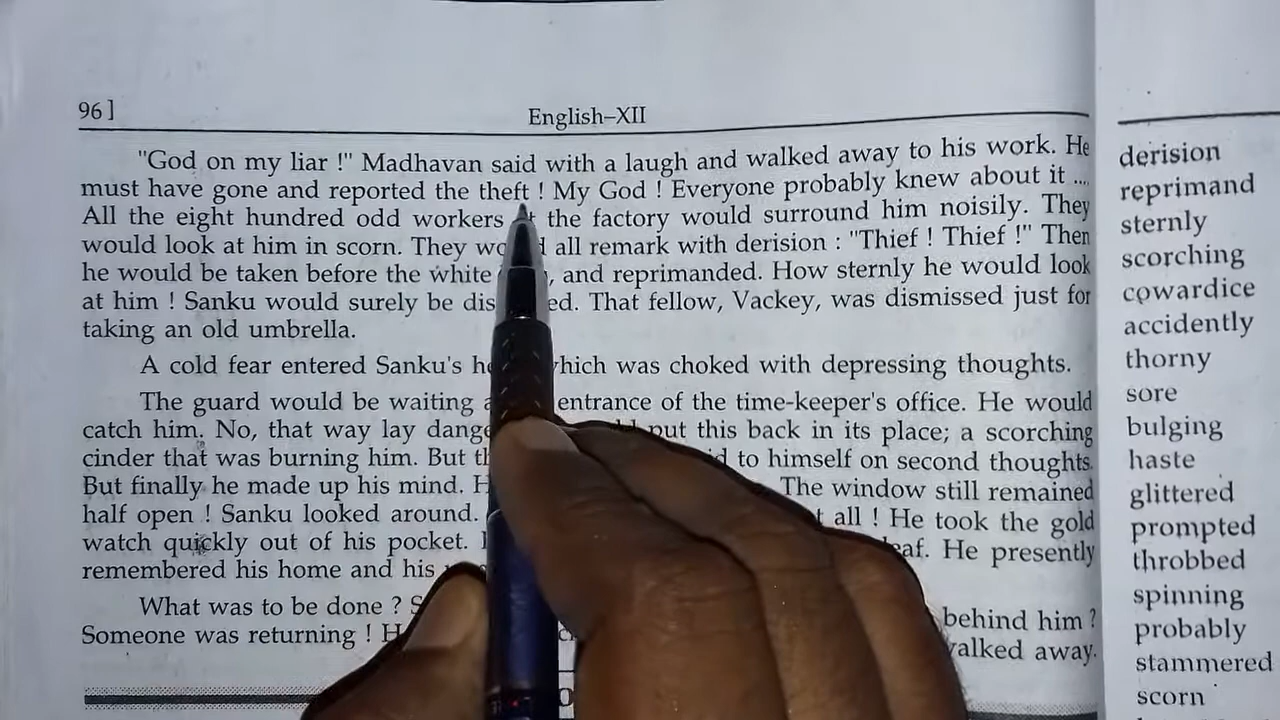 96]
English–XII
"God on my liar !" Madhavan said with a laugh and walked away to his work. He
must have gone and reported the theft ! My God ! Everyone probably knew about it ....
All the eight hundred odd workers the factory would surround him noisily. They
would look at him in scorn. They all remark with derision : "Thief ! Thief !" Then
he would be taken before the white , and reprimanded. How sternly he would look
at him ! Sanku would surely be . That fellow, Vackey, was dismissed just for
taking an old umbrella.
A cold fear entered Sanku's which was choked with depressing thoughts.
The guard would be waiting entrance of the time-keeper's office. He would
catch him. No, that way lay put this back in its place; a scorching
cinder that was burning him. But to himself on second thoughts.
But finally he made up his mind. The window still remained
half open ! Sanku looked around. all ! He took the gold
watch quickly out of his pocket. He presently
remembered his home and his
What was to be done ? behind him ?
Someone was returning ! walked away.
derision
reprimand
sternly
scorching
cowardice
accidently
thorny
sore
bulging
haste
glittered
prompted
throbbed
spinning
probably
stammered
scorn